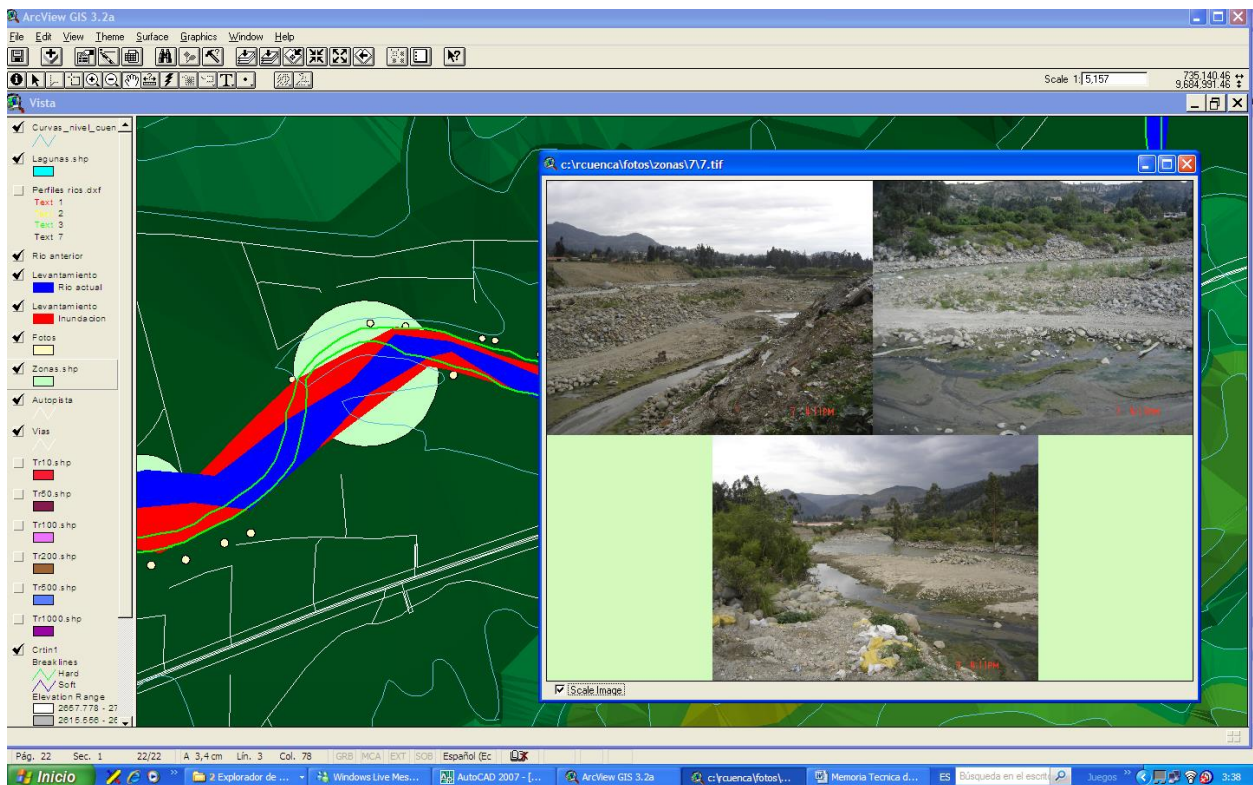 ArcView GIS 3.2a
File Edit View Theme Surface Graphics Window Help
Scale 1: 5,157
735,140.46
9,684,991.46
Vista
Curvas_nivel_cuen
Lagunas.shp
Perfiles rios.dxf
Text 1
2
Text 3
Text 7
Rio anterior
Levantamiento
Rio actual
Levantamiento
Inundacion
Fotos
Zonas.shp
Autopista
Vias
Tr10.shp
Tr50.shp
Tr100.shp
Tr200.shp
Tr500.shp
Tr1000.shp
Crtin1
Breaklines
Hard
Soft
Elevation Range
2657.778 - 27
2615.556 - 26
c:\rcuenca\fotos\zonas\7\7.tif
Scale Image
Pág. 22 Sec. 1 22/22 A 3,4 cm Lín. 3 Col. 78 GRB MCA EXT SOB Español (Ec
Inicio
2 Explorador de ...
Windows Live Mes...
AutoCAD 2007 - [...
ArcView GIS 3.2a
c:\rcuenca\fotos\...
Memoria Tecnica d...
ES
Búsqueda en el escrito
Juegos
3:38